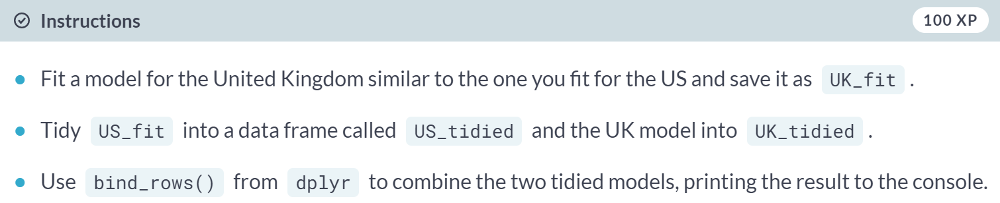 Instructions 100 XP
Fit a model for the United Kingdom similar to the one you fit for the US and save it as UK_fit .
Tidy US_fit into a data frame called US_tidied and the UK model into UK_tidied .
Use bind_rows() from dplyr to combine the two tidied models, printing the result to the console.